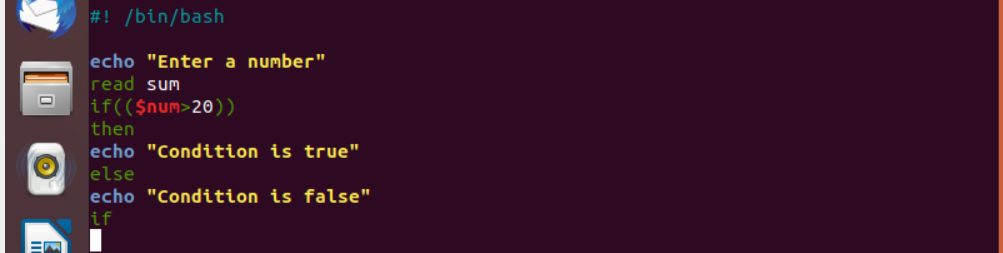 #! /bin/bash
echo "Enter a number"
read sum
if(($num>20))
then
echo "Condition is true"
else
echo "Condition is false"
if